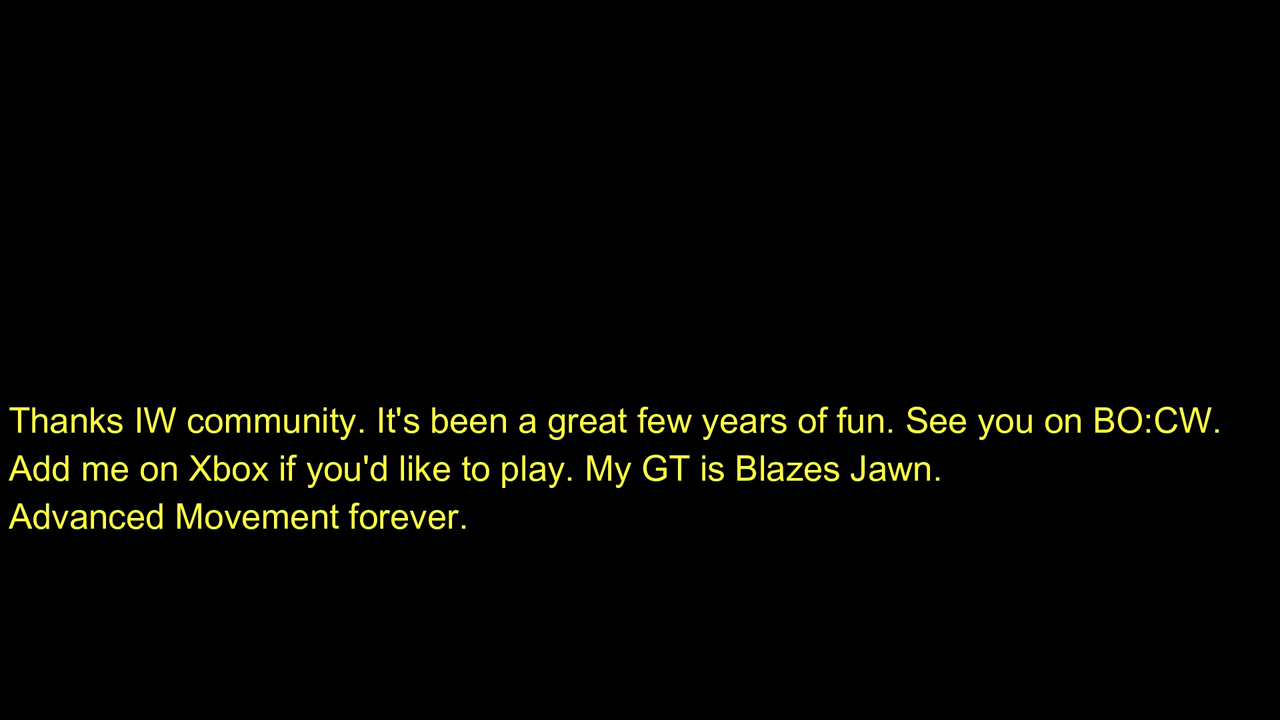 Thanks IW community. It's been a great few years of fun. See you on BO:CW.
Add me on Xbox if you'd like to play. My GT is Blazes Jawn.
Advanced Movement forever.